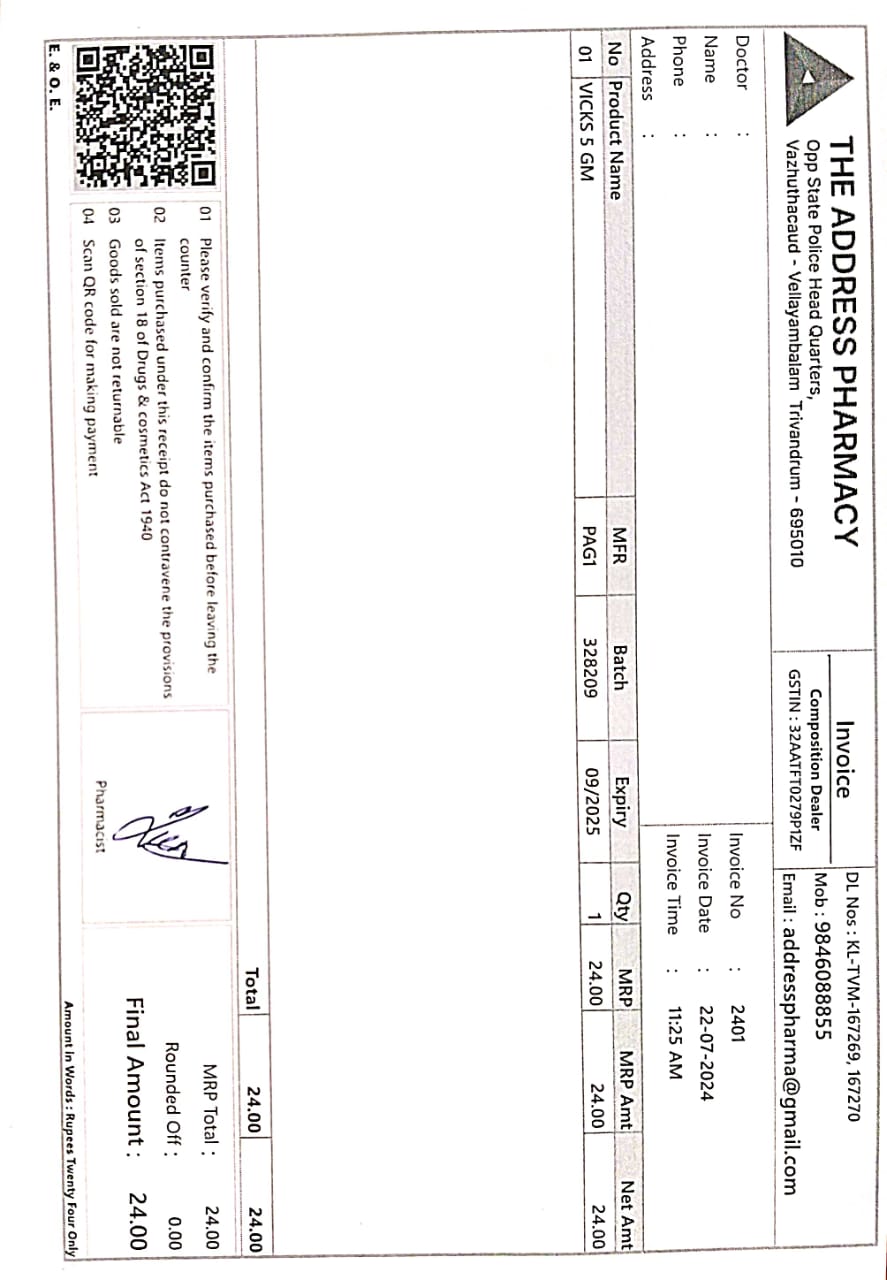 THE ADDRESS PHARMACY
Opp State Police Head Quarters,
Vazhuthacaud - Vellayambalam Trivandrum - 695010
Invoice
Composition Dealer
GSTIN : 32AATFT0279P1ZF
DL Nos : KL-TVM-167269, 167270
Mob : 9846088855
Email : addresspharma@gmail.com
Doctor :
Name :
Phone :
Address :
Invoice No : 2401
Invoice Date : 22-07-2024
Invoice Time : 11:25 AM
No Product Name MFR Batch Expiry Qty MRP MRP Amt Net Amt
01 VICKS 5 GM PAG1 328209 09/2025 1 24.00 24.00 24.00
Total 24.00 24.00
01 Please verify and confirm the items purchased before leaving the
counter
02 Items purchased under this receipt do not contravene the provisions
of section 18 of Drugs & cosmetics Act 1940
03 Goods sold are not returnable
04 Scan QR code for making payment
Pharmacist
MRP Total : 24.00
Rounded Off : 0.00
Final Amount : 24.00
E. & O. E.
Amount In Words : Rupees Twenty Four Only